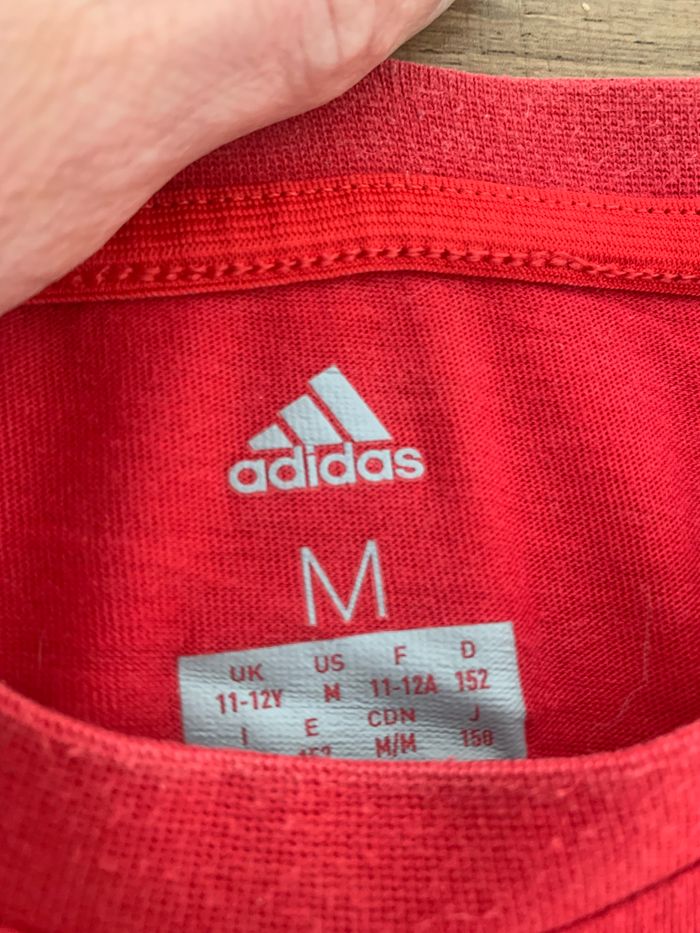 adidas
M
UK US F D
11-12Y M 11-12A 152
I E CDN J
M/M 150